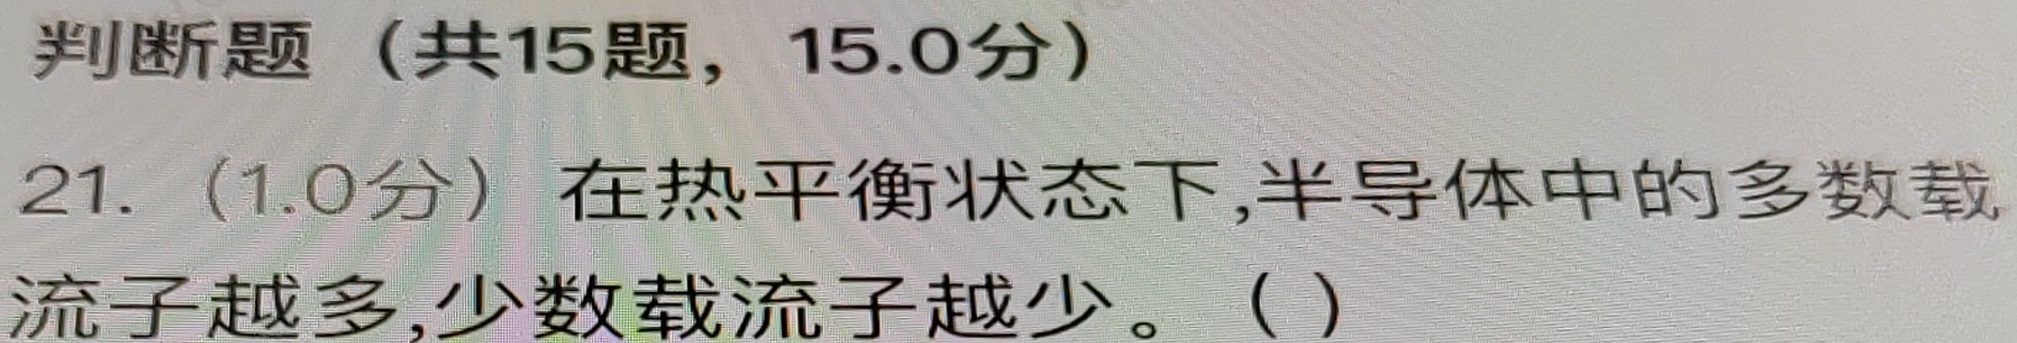 判断题（共15题，15.0分）
21.（1.0分）在热平衡状态下,半导体中的多数载
流子越多,少数载流子越少。（ ）